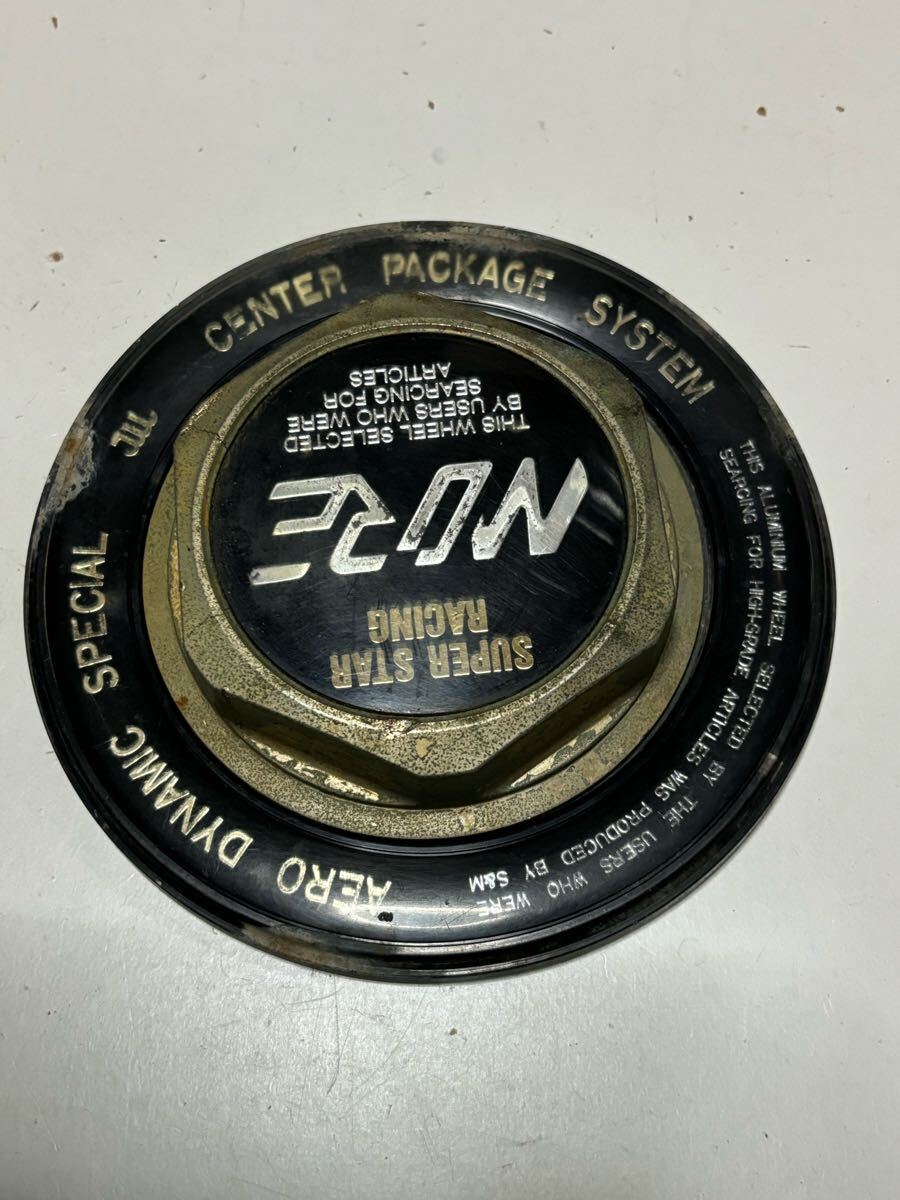 AERO DYNAMIC SPECIAL
CENTER PACKAGE SYSTEM
THIS ALUMINIUM WHEEL SELECTED BY THE USERS WHO WERE
SEARCING FOR HIGH-GRADE ARTICLES WAS PRODUCED BY S&M
SUPER STAR
RACING
THIS WHEEL SELECTED
BY USERS WHO WERE
SEARCING FOR
ARTICLES